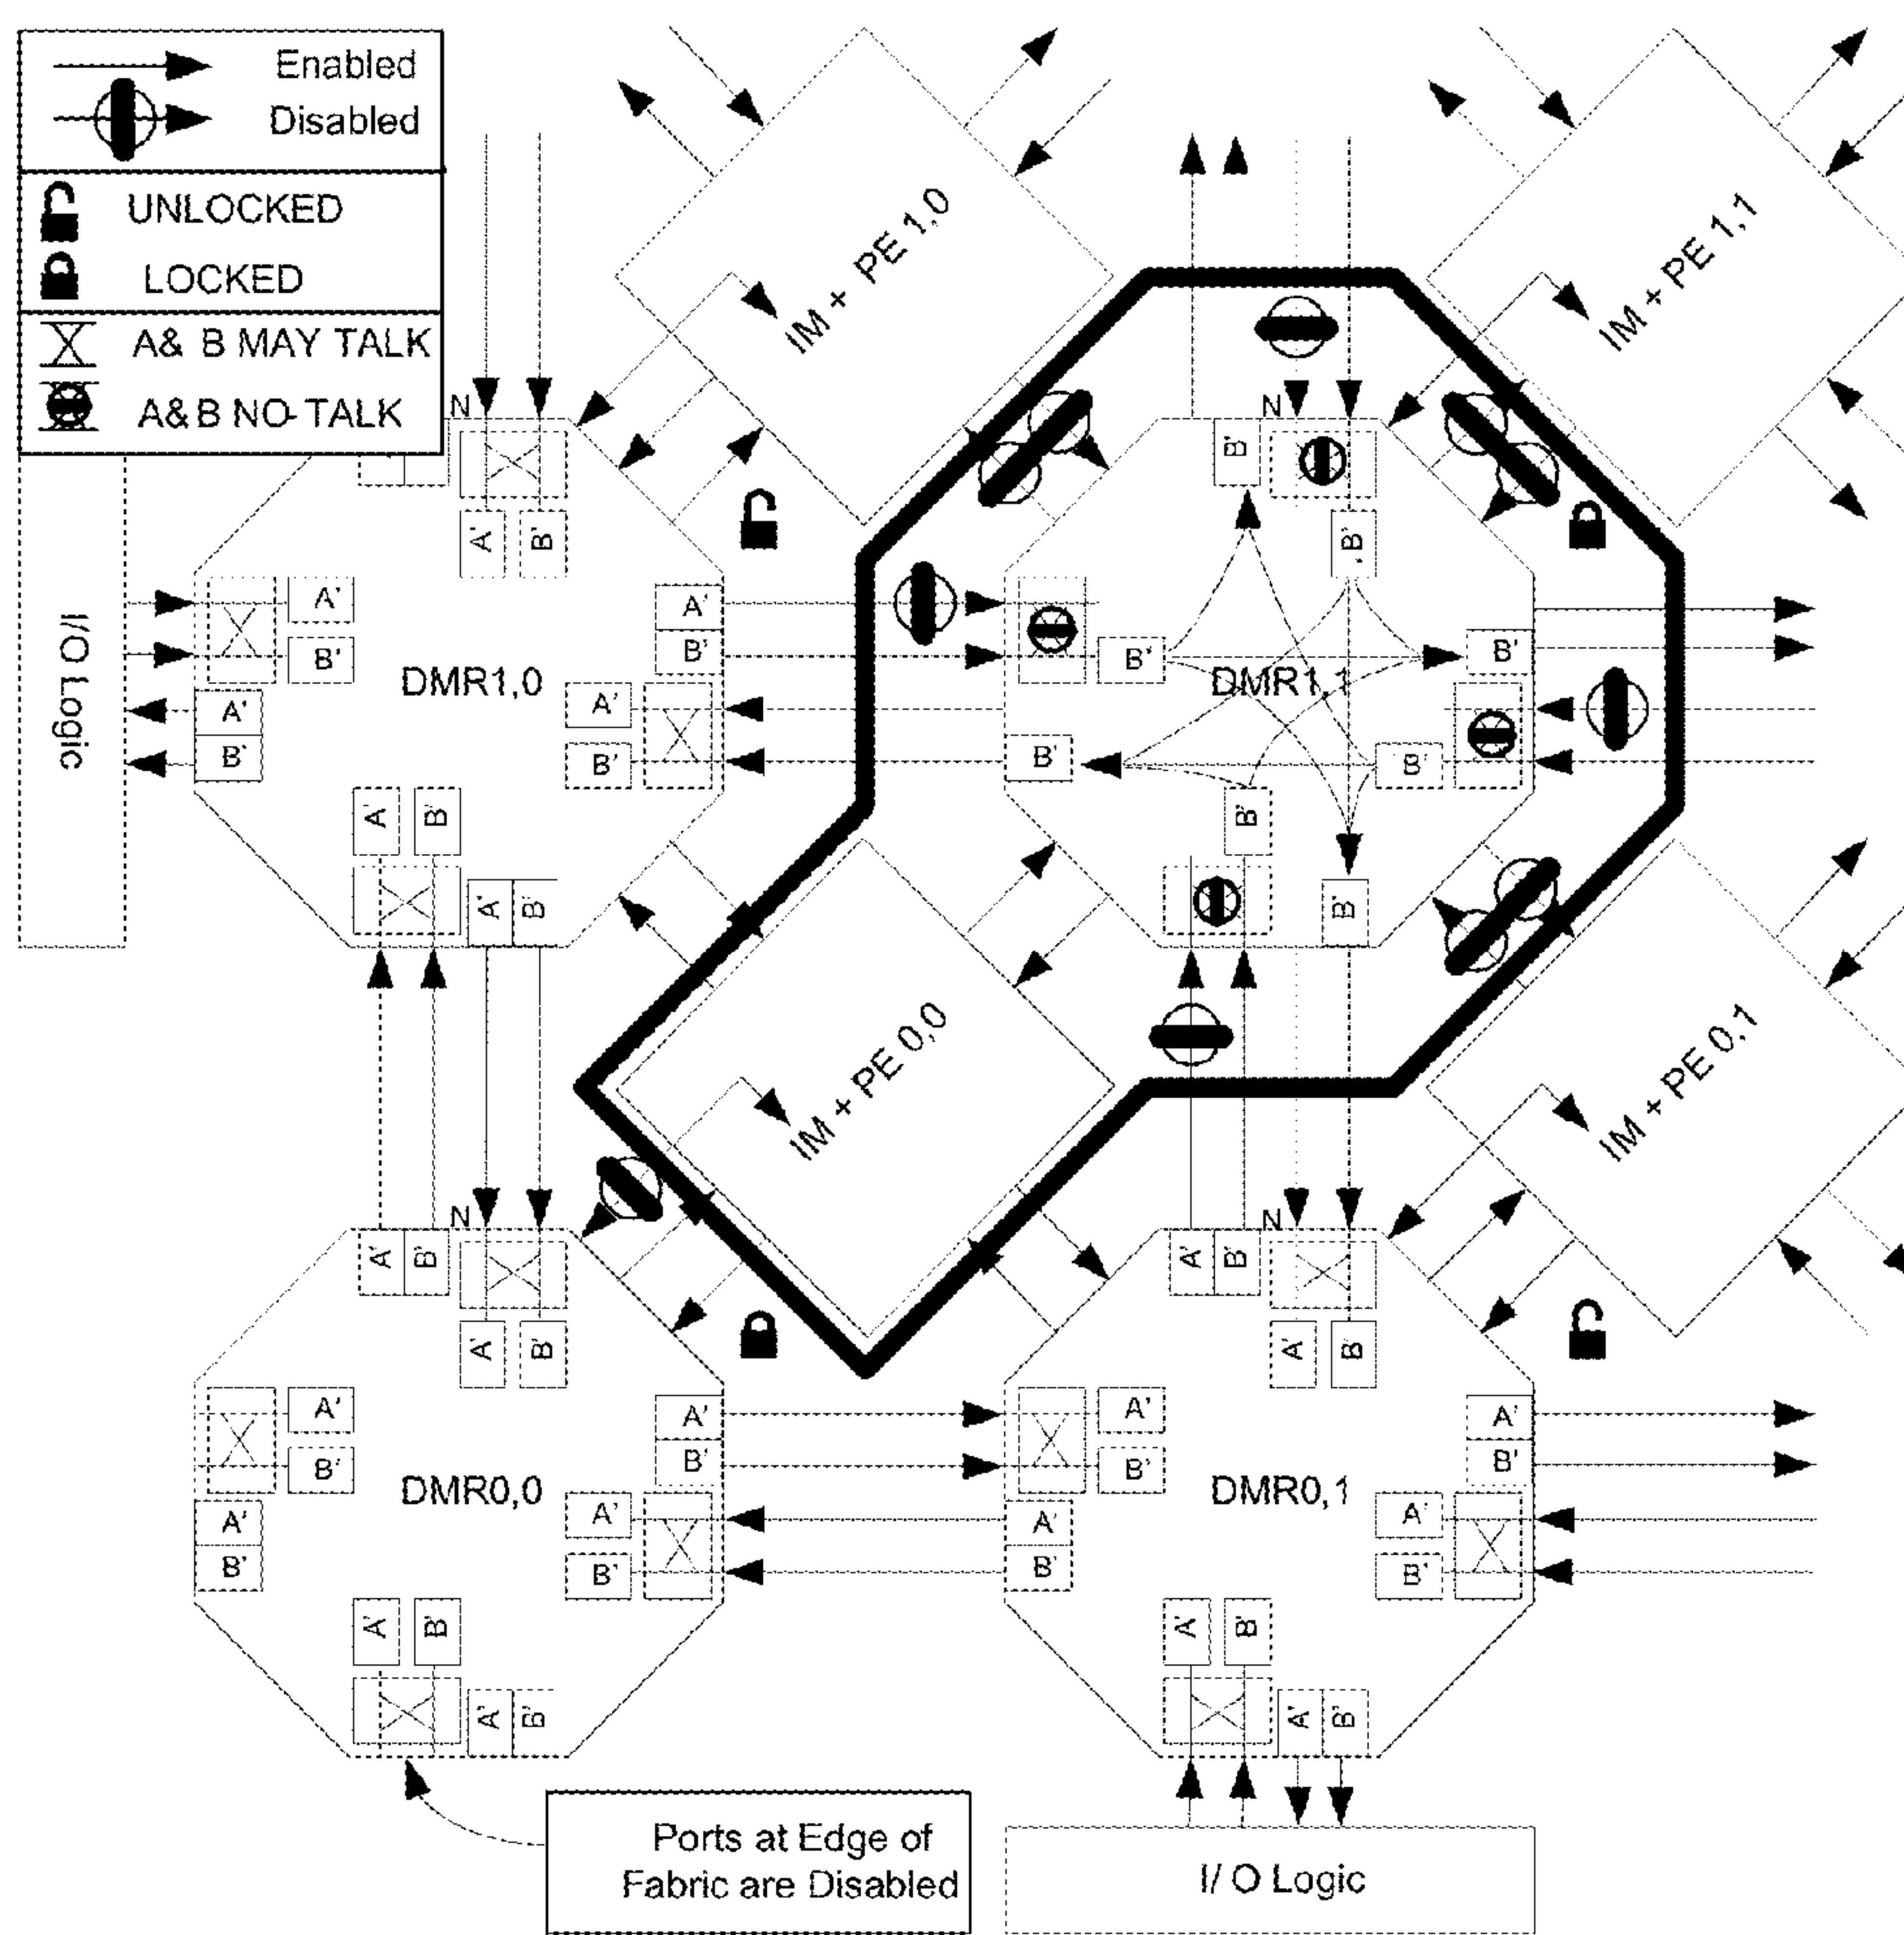 Enabled
Disabled
UNLOCKED
LOCKED
A& B MAY TALK
A&B NO-TALK
IM + PE 1,0
IM + PE 1,1
N
N
B'
A'
B'
B'
I/O Logic
A'
B'
A'
B'
DMR1,0
A'
B'
A'
B'
B'
DMR1,1
B'
B'
B'
A'
B'
A'
B'
A'
B'
B'
B'
IM + PE 0,0
IM + PE 0,1
N
N
A'
B'
A'
B'
A'
B'
A'
B'
A'
B'
A'
B'
DMR0,0
A'
B'
A'
B'
A'
B'
A'
B'
DMR0,1
A'
B'
A'
B'
A'
B'
A'
B'
A'
B'
A'
B'
Ports at Edge of
Fabric are Disabled
I/ O Logic